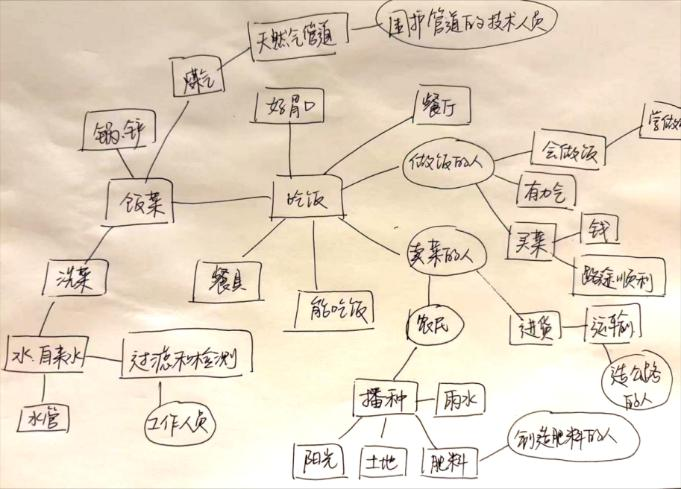 天然气管道
维护管道的技术人员
煤气
好胃口
餐厅
锅.铲
做饭的人
会做饭
学做饭
饭菜
吃饭
有力气
买菜
钱
卖菜的人
路途顺利
洗菜
餐具
能吃饭
农民
进货
运输
水.自来水
过滤和检测
造公路
的人
水管
工作人员
播种
雨水
阳光
土地
肥料
创造肥料的人